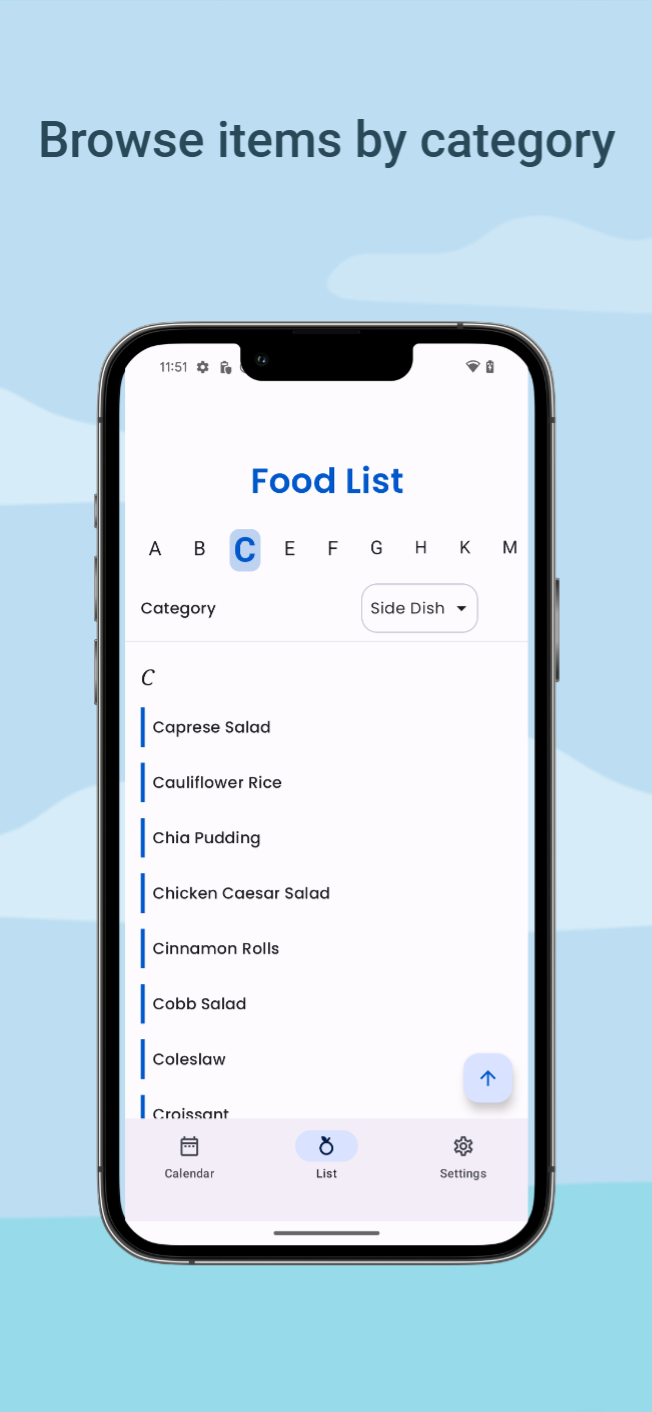 Browse items by category
11:51
Food List
A B C E F G H K M
Category Side Dish
C
Caprese Salad
Cauliflower Rice
Chia Pudding
Chicken Caesar Salad
Cinnamon Rolls
Cobb Salad
Coleslaw
Croissant
Calendar List Settings